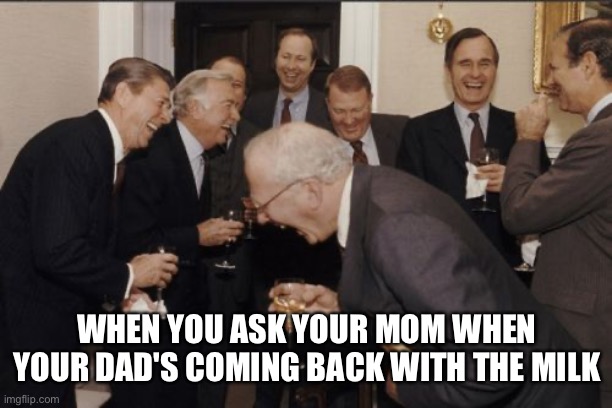 WHEN YOU ASK YOUR MOM WHEN
YOUR DAD'S COMING BACK WITH THE MILK
imgflip.com